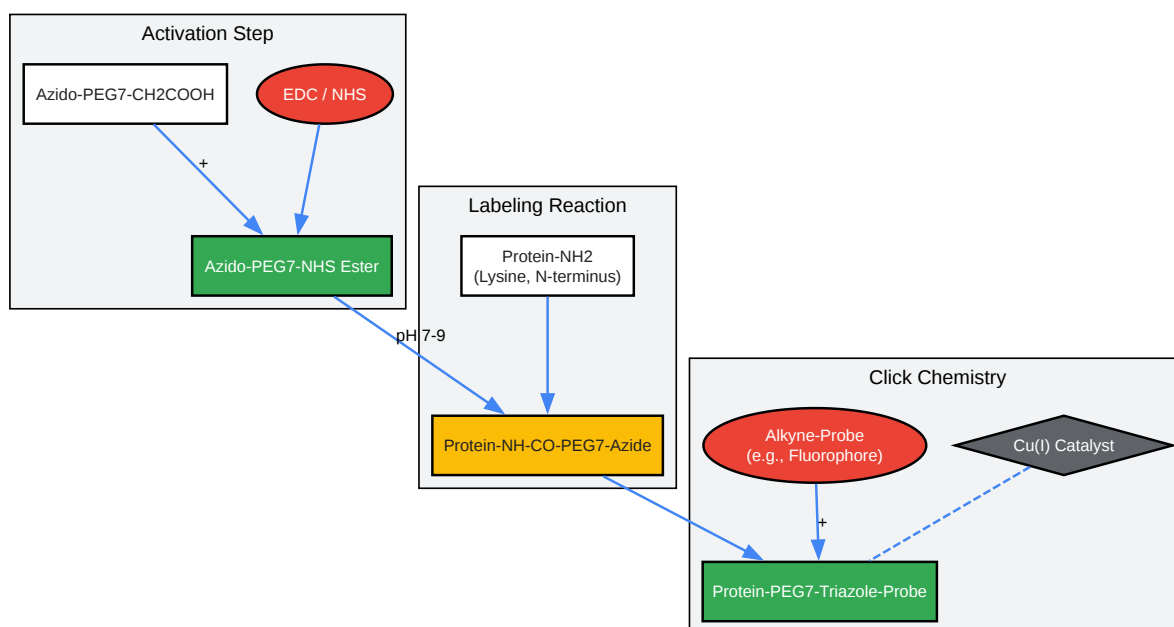 Activation Step
Azido-PEG7-CH2COOH
EDC / NHS
+
Azido-PEG7-NHS Ester
Labeling Reaction
Protein-NH2
(Lysine, N-terminus)
pH 7-9
Protein-NH-CO-PEG7-Azide
Click Chemistry
Alkyne-Probe
(e.g., Fluorophore)
Cu(I) Catalyst
+
Protein-PEG7-Triazole-Probe